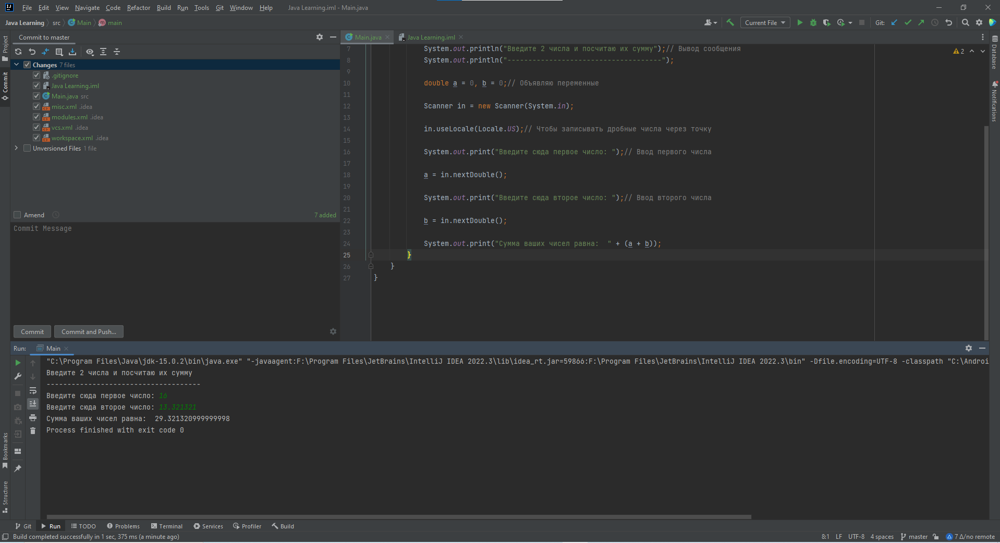 File Edit View Navigate Code Refactor Build Run Tools Git Window Help Java Learning.iml - Main.java
Java Learning src Main main Current File Git:
Commit to master
Changes 7 files
.gitignore
Java Learning.iml
Main.java src
misc.xml .idea
modules.xml .idea
vcs.xml .idea
workspace.xml .idea
Unversioned Files 1 file
Amend 7 added
Commit Message
Commit Commit and Push...
Main.java Java Learning.iml
2
7 System.out.println("Введите 2 числа и посчитаю их сумму");// Вывод сообщения
8 System.out.println("-------------------------------------");
9
10 double a = 0, b = 0;// Объявляю переменные
11
12 Scanner in = new Scanner(System.in);
13
14 in.useLocale(Locale.US);// Чтобы записывать дробные числа через точку
15
16 System.out.print("Введите сюда первое число: ");// Ввод первого числа
17
18 a = in.nextDouble();
19
20 System.out.print("Введите сюда второе число: ");// Ввод второго числа
21
22 b = in.nextDouble();
23
24 System.out.print("Сумма ваших чисел равна:  " + (a + b));
25 }
26 }
27 }
Project
Commit
Bookmarks
Structure
Database
Notifications
Run: Main
"C:\Program Files\Java\jdk-15.0.2\bin\java.exe" "-javaagent:F:\Program Files\JetBrains\IntelliJ IDEA 2022.3\lib\idea_rt.jar=59866:F:\Program Files\JetBrains\IntelliJ IDEA 2022.3\bin" -Dfile.encoding=UTF-8 -classpath "C:\Androi
Введите 2 числа и посчитаю их сумму
-------------------------------------
Введите сюда первое число: 16
Введите сюда второе число: 13.321321
Сумма ваших чисел равна:  29.321320999999998
Process finished with exit code 0
Git Run TODO Problems Terminal Services Profiler Build
Build completed successfully in 1 sec, 375 ms (a minute ago) 8:1 LF UTF-8 4 spaces master 7 Δ/no remote